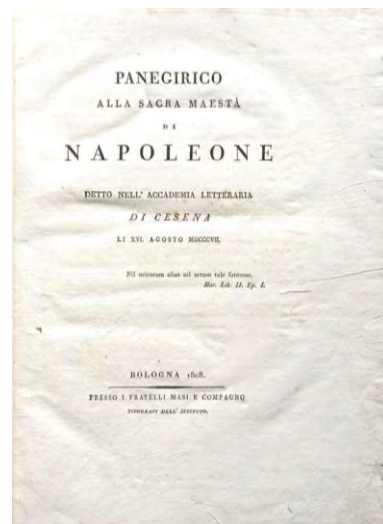 PANEGIRICO
ALLA SAGRA MAESTÀ
DI
NAPOLEONE
DETTO NELL' ACCADEMIA LETTERARIA
DI CESENA
LI XVI. AGOSTO MDCCCVII.
Nil oriturum alias nil ortum tale fatentes.
Hor. Lib. II. Ep. I.
BOLOGNA 1808.
PRESSO I FRATELLI MASI E COMPAGNO
TIPOGRAFI DELL' ISTITUTO.